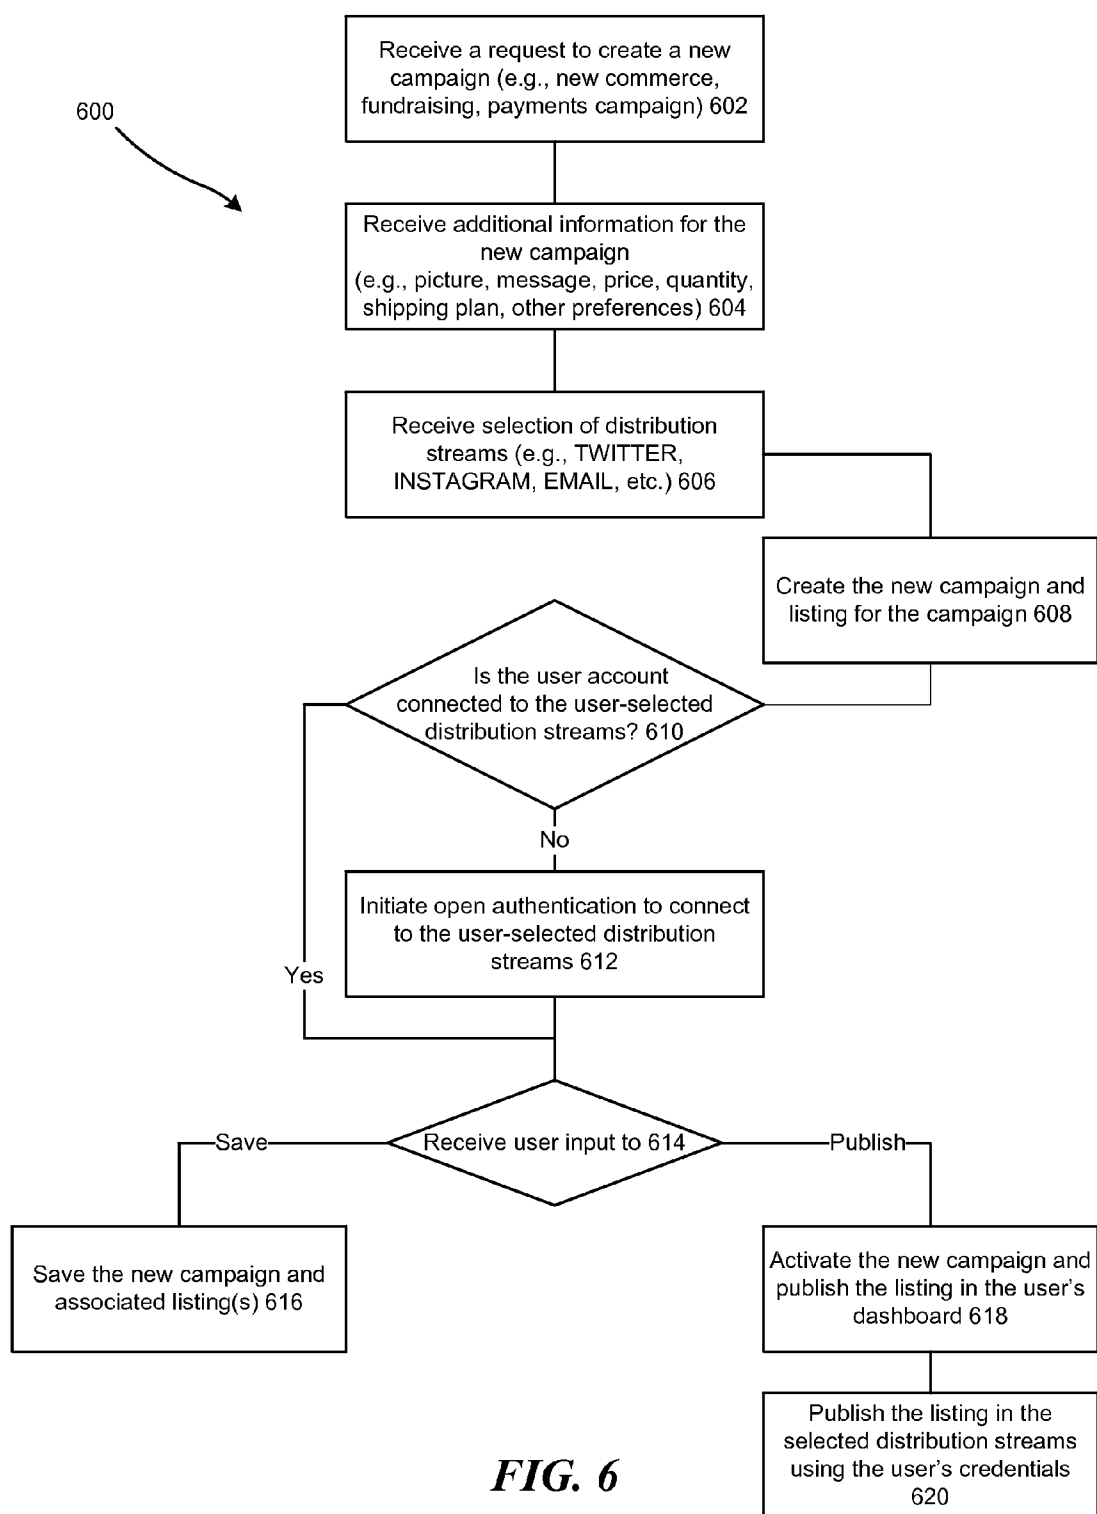 Receive a request to create a new
campaign (e.g., new commerce,
fundraising, payments campaign) 602
600
Receive additional information for the
new campaign
(e.g., picture, message, price, quantity,
shipping plan, other preferences) 604
Receive selection of distribution
streams (e.g., TWITTER,
INSTAGRAM, EMAIL, etc.) 606
Create the new campaign and
listing for the campaign 608
Is the user account
connected to the user-selected
distribution streams? 610
No
Initiate open authentication to connect
to the user-selected distribution
streams 612
Yes
Receive user input to 614
Save
Publish
Save the new campaign and
associated listing(s) 616
Activate the new campaign and
publish the listing in the user's
dashboard 618
Publish the listing in the
selected distribution streams
using the user's credentials
620
FIG. 6